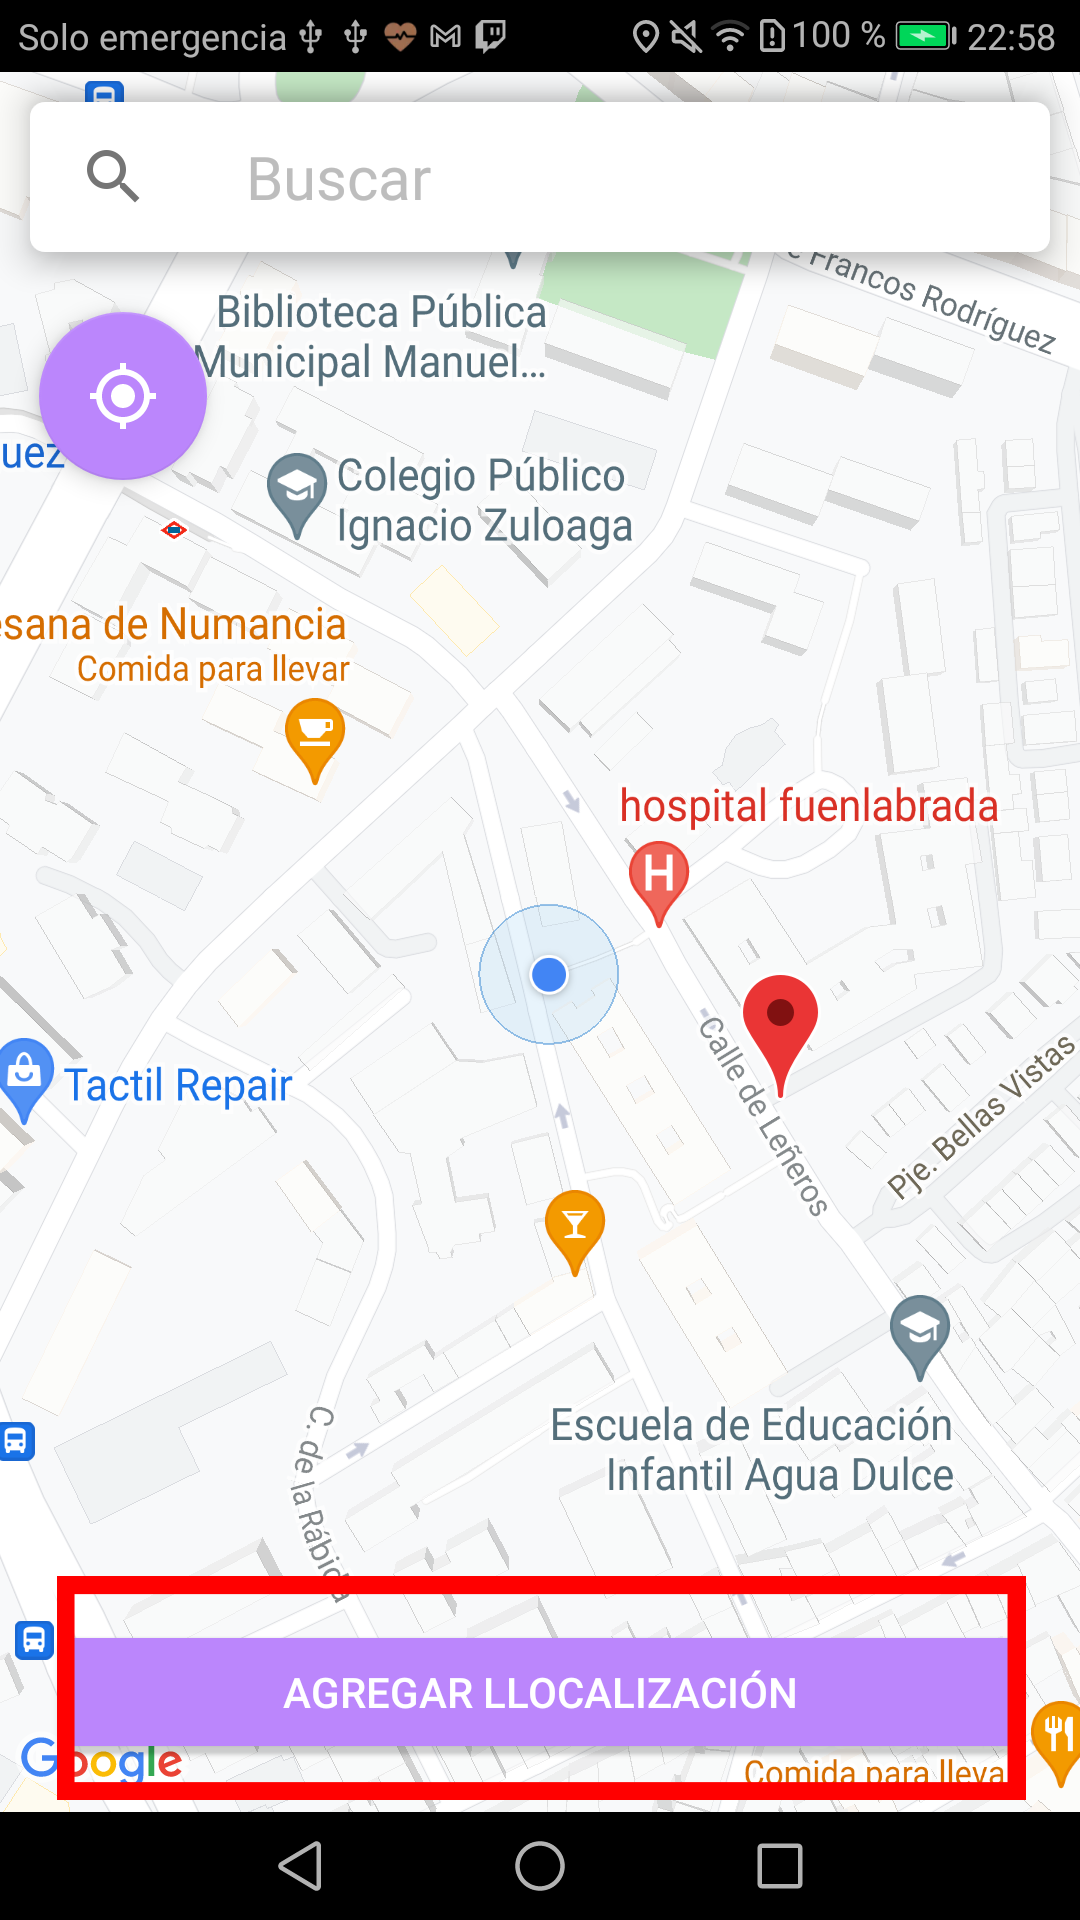 Solo emergencia 100 % 22:58
Buscar
e Francos Rodríguez
Biblioteca Pública
Municipal Manuel...
uez
Colegio Público
Ignacio Zuloaga
esana de Numancia
Comida para llevar
hospital fuenlabrada
H
Calle de Leñeros
Pje. Bellas Vistas
Tactil Repair
Escuela de Educación
Infantil Agua Dulce
C. de la Rábida
AGREGAR LLOCALIZACIÓN
Google
Comida para lleva